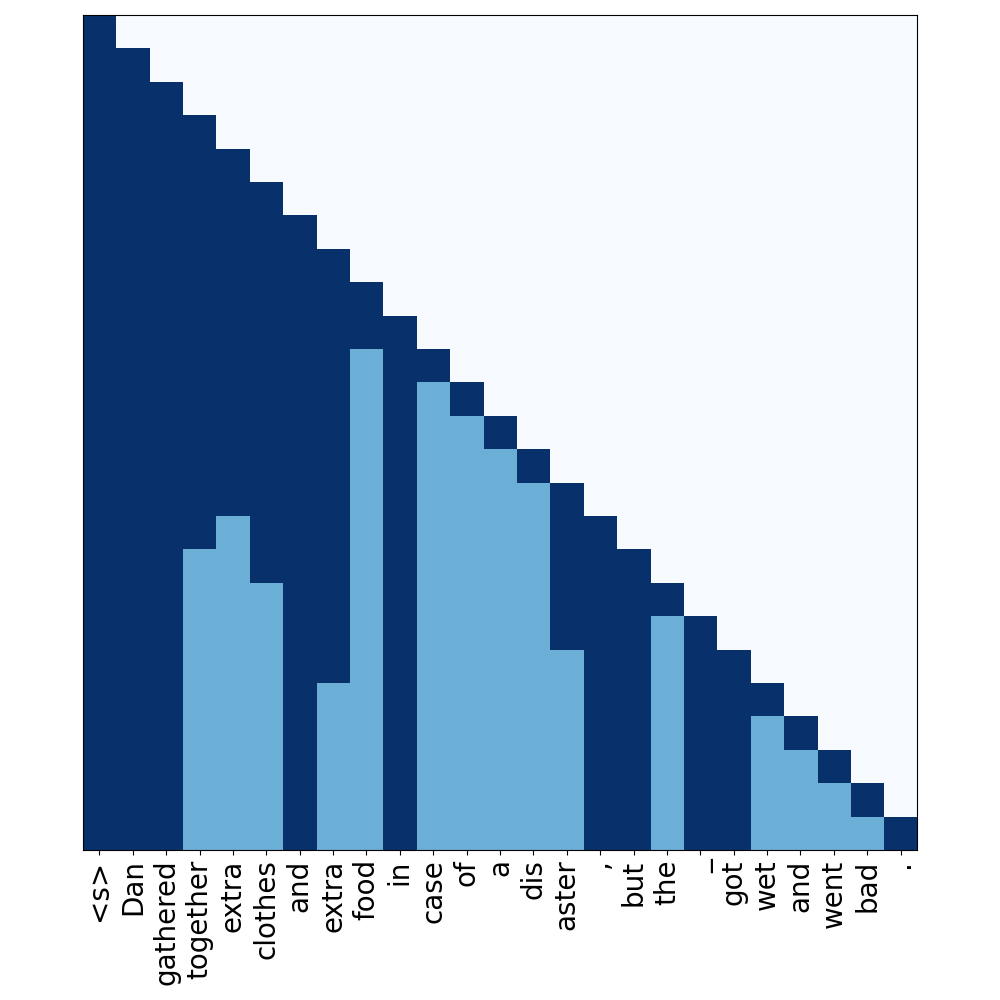 <s> Dan gathered together extra clothes and extra food in case of a dis aster , but the _ got wet and went bad .